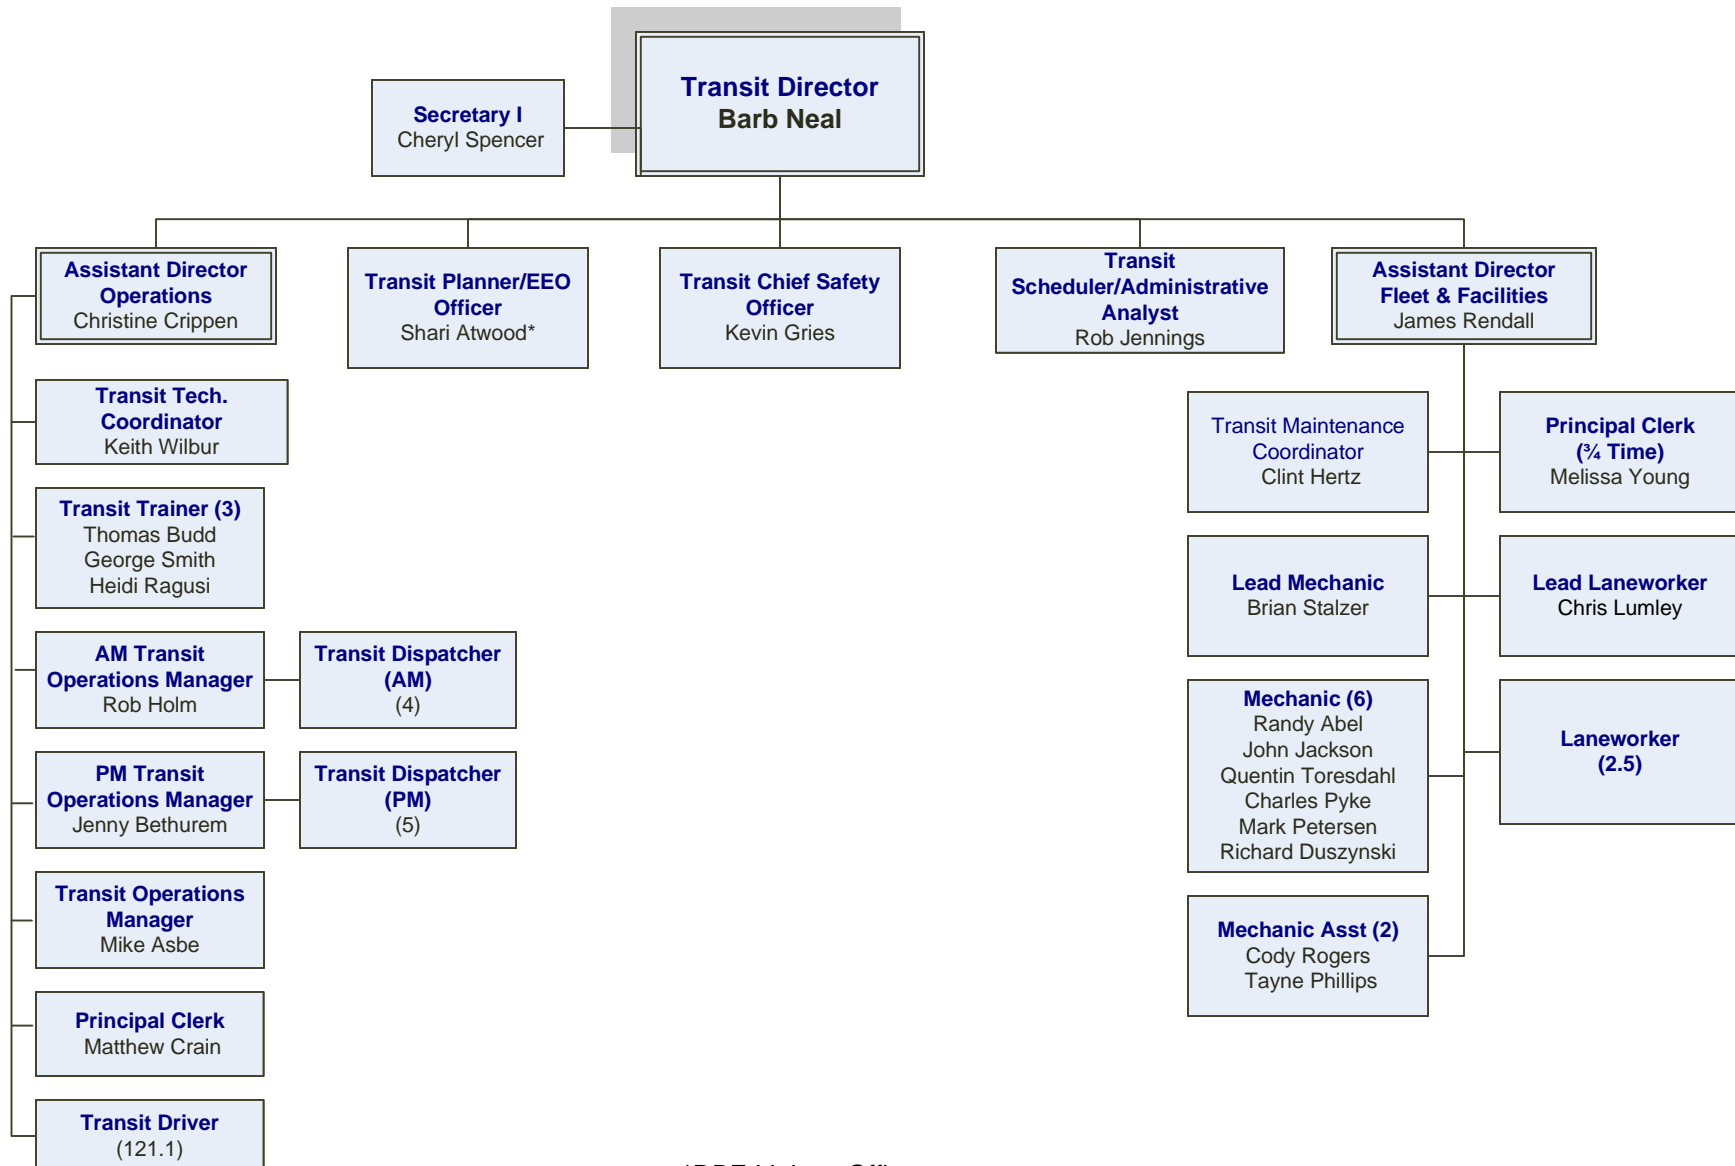 Transit Director
Barb Neal
Secretary I
Cheryl Spencer
Assistant Director
Operations
Christine Crippen
Transit Planner/EEO
Officer
Shari Atwood*
Transit Chief Safety
Officer
Kevin Gries
Transit
Scheduler/Administrative
Analyst
Rob Jennings
Assistant Director
Fleet & Facilities
James Rendall
Transit Tech.
Coordinator
Keith Wilbur
Transit Trainer (3)
Thomas Budd
George Smith
Heidi Ragusi
AM Transit
Operations Manager
Rob Holm
Transit Dispatcher
(AM)
(4)
PM Transit
Operations Manager
Jenny Bethurem
Transit Dispatcher
(PM)
(5)
Transit Operations
Manager
Mike Asbe
Principal Clerk
Matthew Crain
Transit Driver
(121.1)
Transit Maintenance
Coordinator
Clint Hertz
Principal Clerk
(¾ Time)
Melissa Young
Lead Mechanic
Brian Stalzer
Lead Laneworker
Chris Lumley
Mechanic (6)
Randy Abel
John Jackson
Quentin Toresdahl
Charles Pyke
Mark Petersen
Richard Duszynski
Laneworker
(2.5)
Mechanic Asst (2)
Cody Rogers
Tayne Phillips